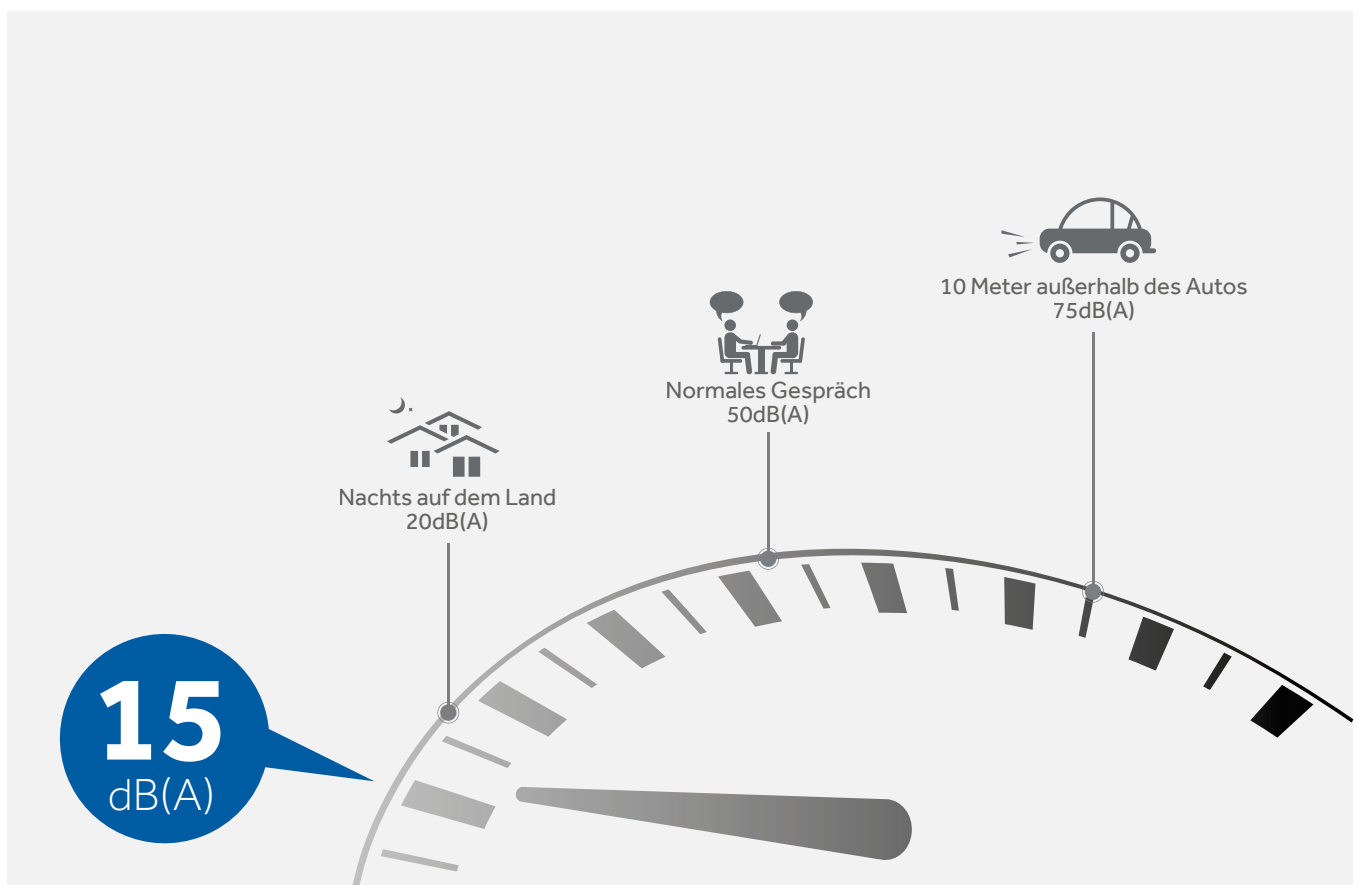 10 Meter außerhalb des Autos
75dB(A)
Normales Gespräch
50dB(A)
Nachts auf dem Land
20dB(A)
15
dB(A)